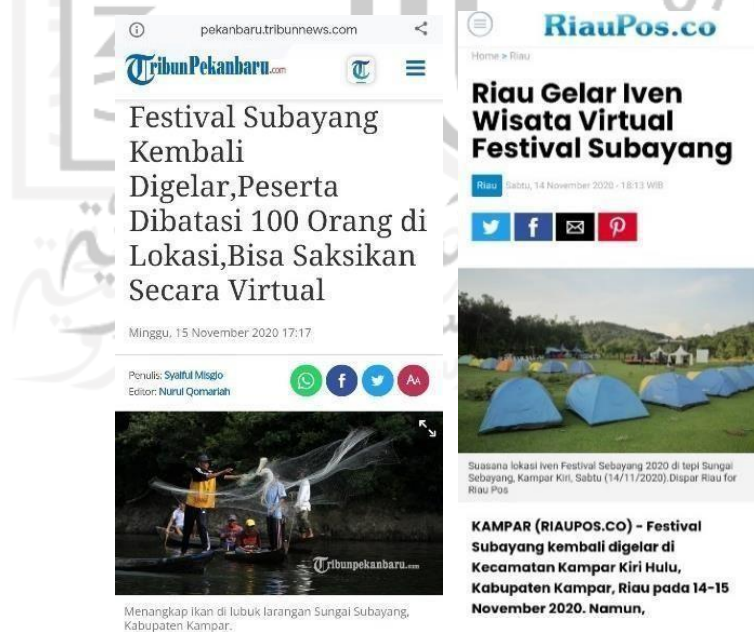 pekanbaru.tribunnews.com
TribunPekanbaru.com
Festival Subayang
Kembali
Digelar,Peserta
Dibatasi 100 Orang di
Lokasi,Bisa Saksikan
Secara Virtual
Minggu, 15 November 2020 17:17
Penulis: Syaiful Misgio
Editor: Nurul Qomariah
AA
Tribunpekanbaru.com
Menangkap ikan di lubuk larangan Sungai Subayang,
Kabupaten Kampar.
RiauPos.co
Home > Riau
Riau Gelar Iven
Wisata Virtual
Festival Subayang
Riau Sabtu, 14 November 2020 - 18:13 WIB
Suasana lokasi Iven Festival Sebayang 2020 di tepi Sungai
Sebayang, Kampar Kiri, Sabtu (14/11/2020).Dispar Riau for
Riau Pos
KAMPAR (RIAUPOS.CO) - Festival
Subayang kembali digelar di
Kecamatan Kampar Kiri Hulu,
Kabupaten Kampar, Riau pada 14-15
November 2020. Namun,